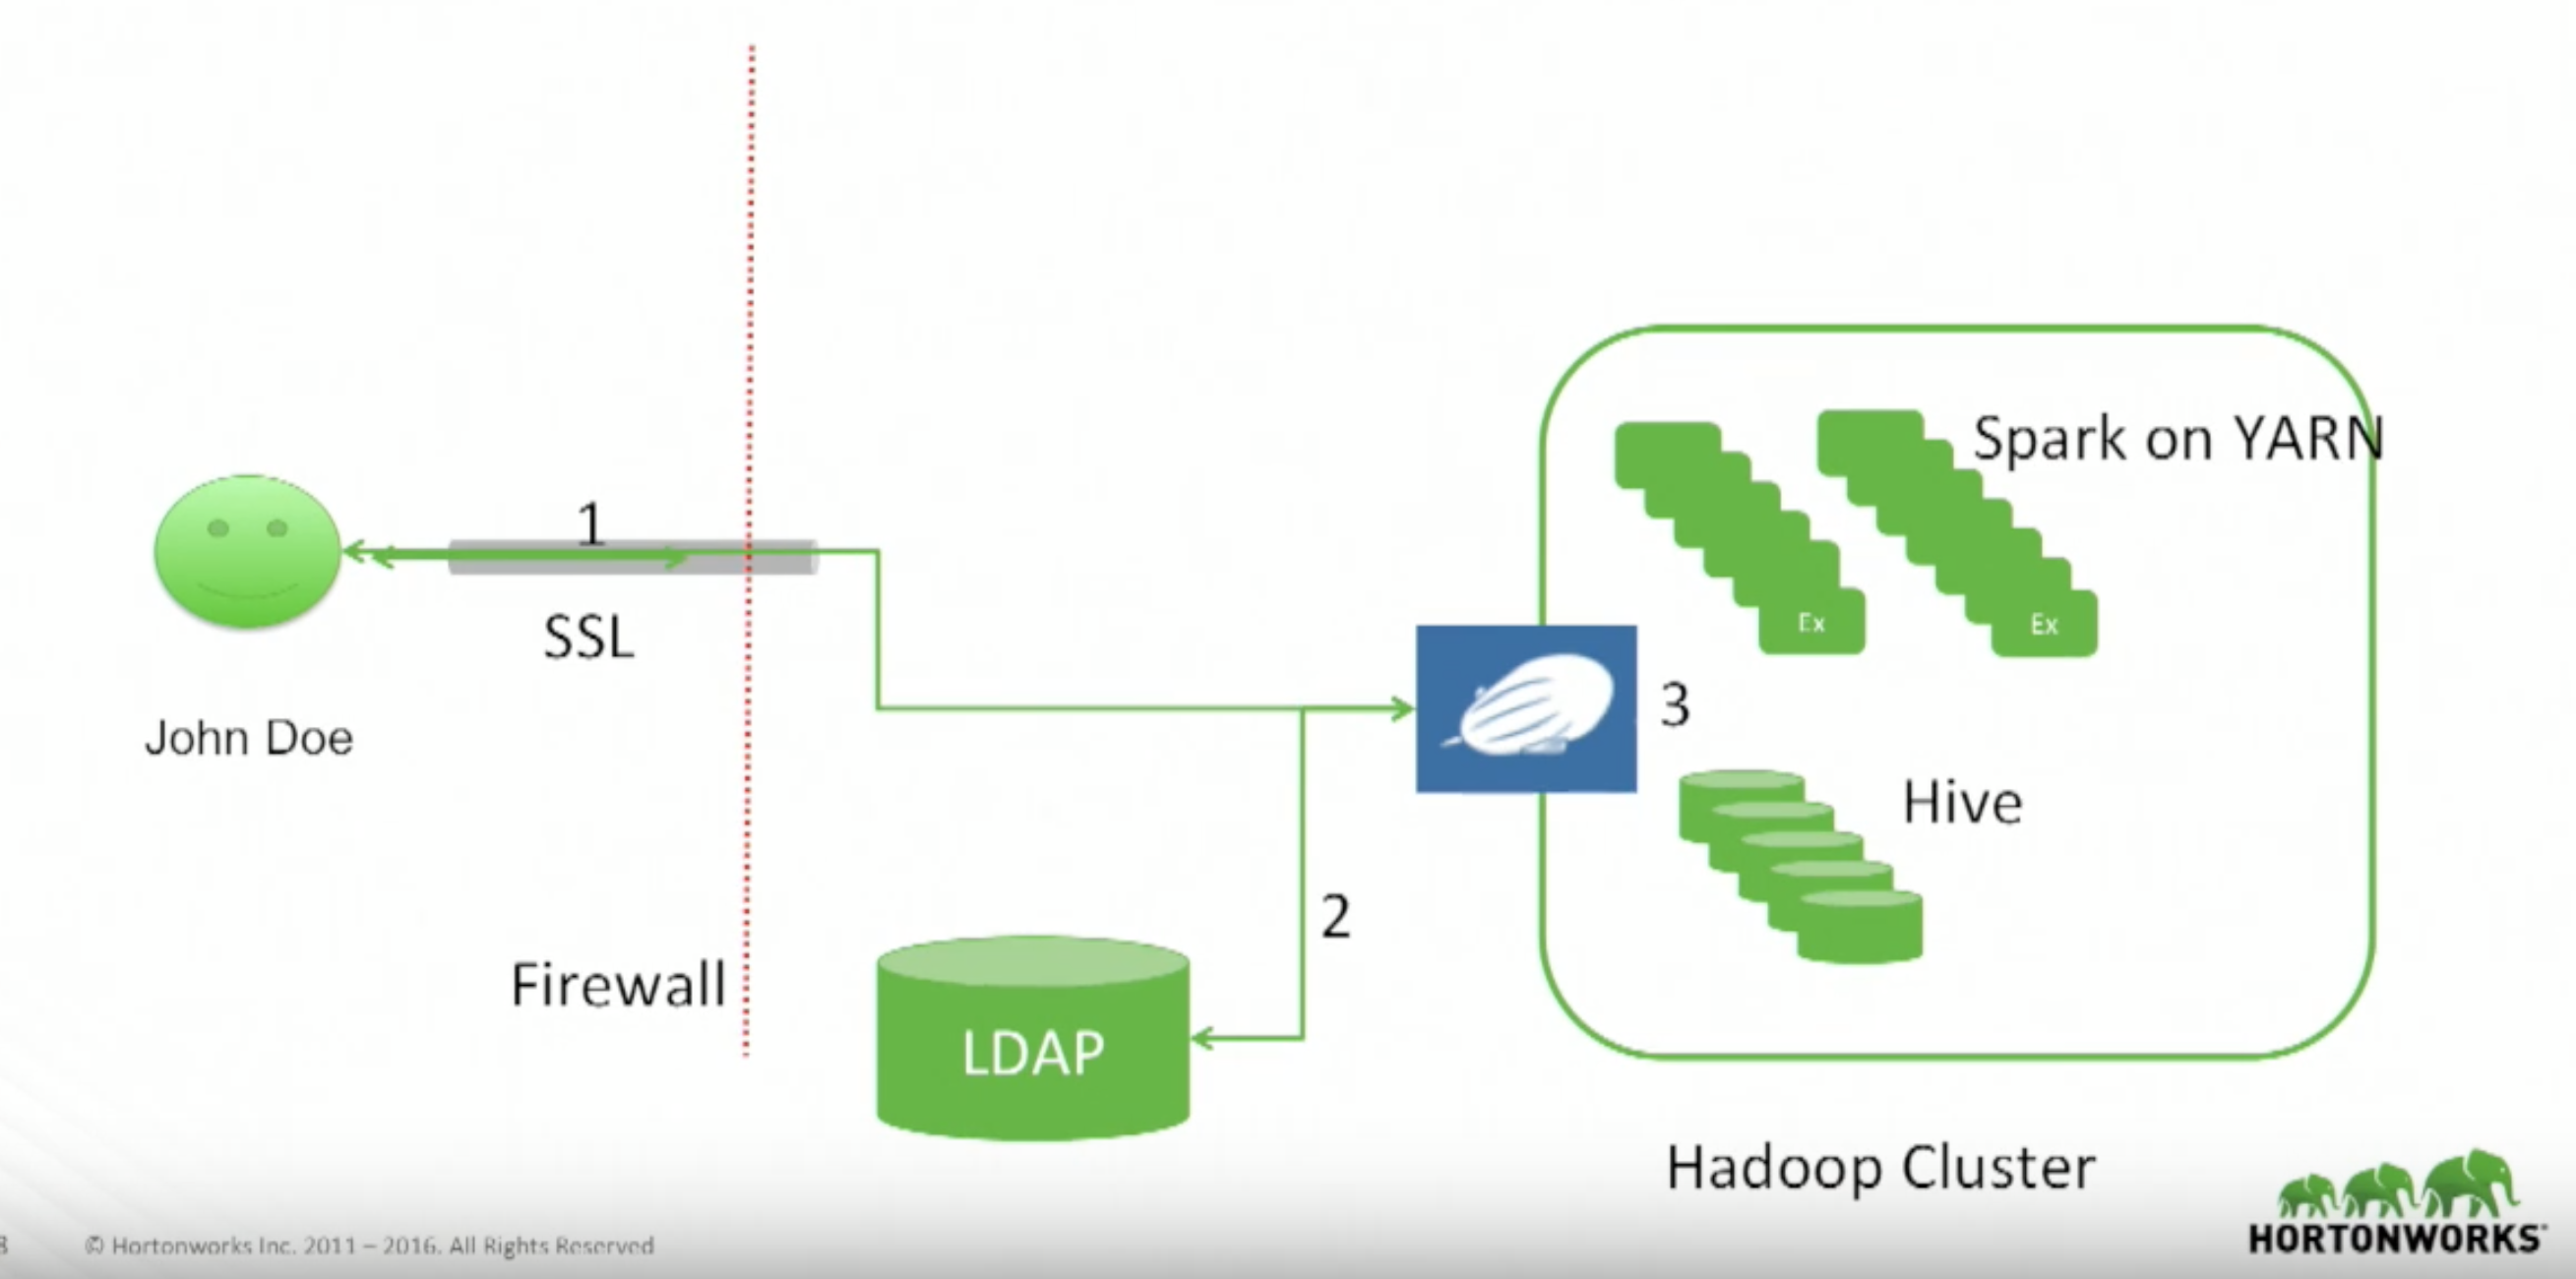 Spark on YARN
1
SSL
Ex
Ex
John Doe
3
Hive
2
Firewall
LDAP
Hadoop Cluster
8
© Hortonworks Inc. 2011 – 2016. All Rights Reserved
HORTONWORKS